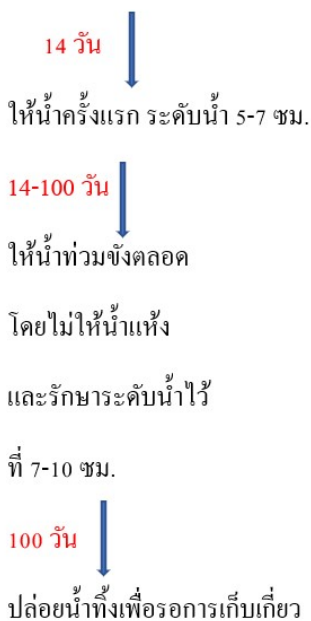 14 วัน
ให้น้ำครั้งแรก ระดับน้ำ 5-7 ซม.
14-100 วัน
ให้น้ำท่วมขังตลอด
โดยไม่ให้น้ำแห้ง
และรักษาระดับน้ำไว้
ที่ 7-10 ซม.
100 วัน
ปล่อยน้ำทิ้งเพื่อรอการเก็บเกี่ยว